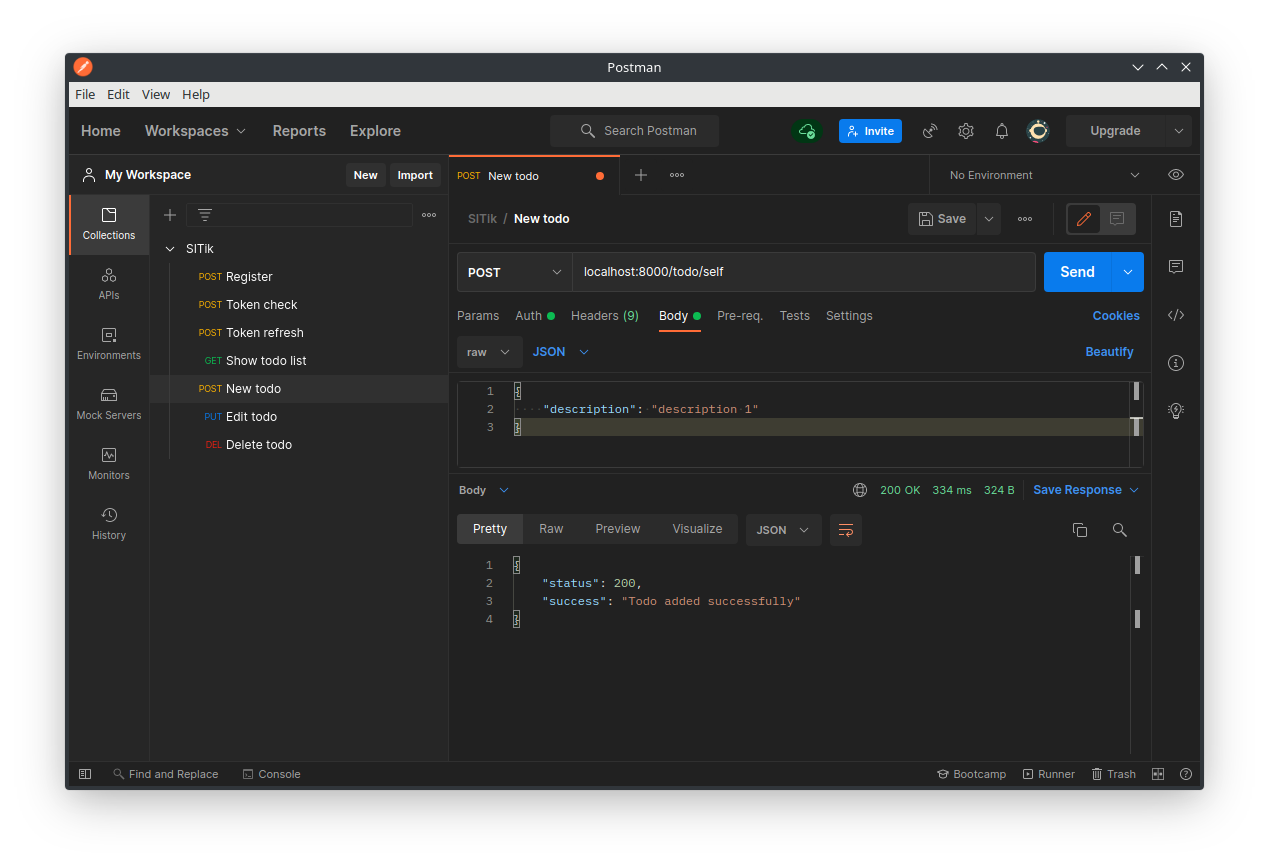 Postman
File Edit View Help
Home Workspaces Reports Explore Search Postman Invite Upgrade
My Workspace New Import
POST New todo No Environment
Collections
APIs
Environments
Mock Servers
Monitors
History
SITik
POST Register
POST Token check
POST Token refresh
GET Show todo list
POST New todo
PUT Edit todo
DEL Delete todo
SITik / New todo Save
POST localhost:8000/todo/self Send
Params Auth Headers (9) Body Pre-req. Tests Settings Cookies
raw JSON Beautify
1 {
2 "description": "description 1"
3 }
Body 200 OK 334 ms 324 B Save Response
Pretty Raw Preview Visualize JSON
1 {
2 "status": 200,
3 "success": "Todo added successfully"
4 }
Find and Replace Console Bootcamp Runner Trash